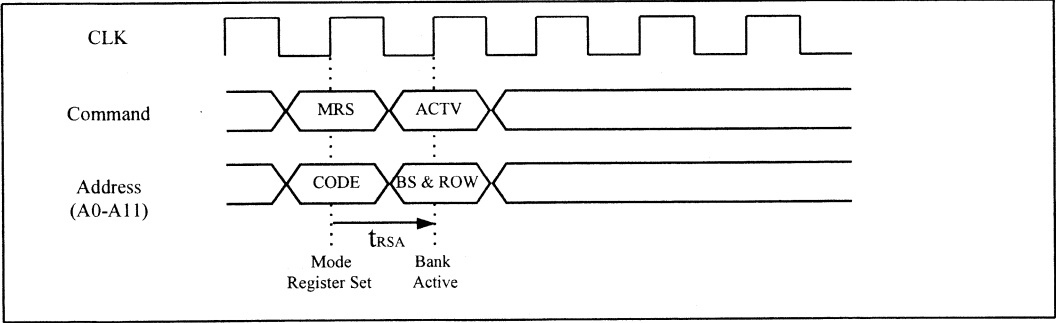 CLK
Command
MRS
ACTV
Address
(A0-A11)
CODE
BS & ROW
tRSA
Mode
Register Set
Bank
Active